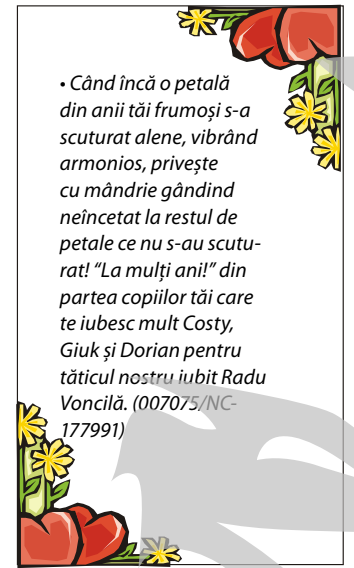 • Când încă o petală
din anii tăi frumoși s-a
scuturat alene, vibrând
armonios, privește
cu mândrie gândind
neîncetat la restul de
petale ce nu s-au scutu-
rat! “La mulți ani!” din
partea copiilor tăi care
te iubesc mult Costy,
Giuk și Dorian pentru
tăticul nostru iubit Radu
Voncilă. (007075/NC-
177991)